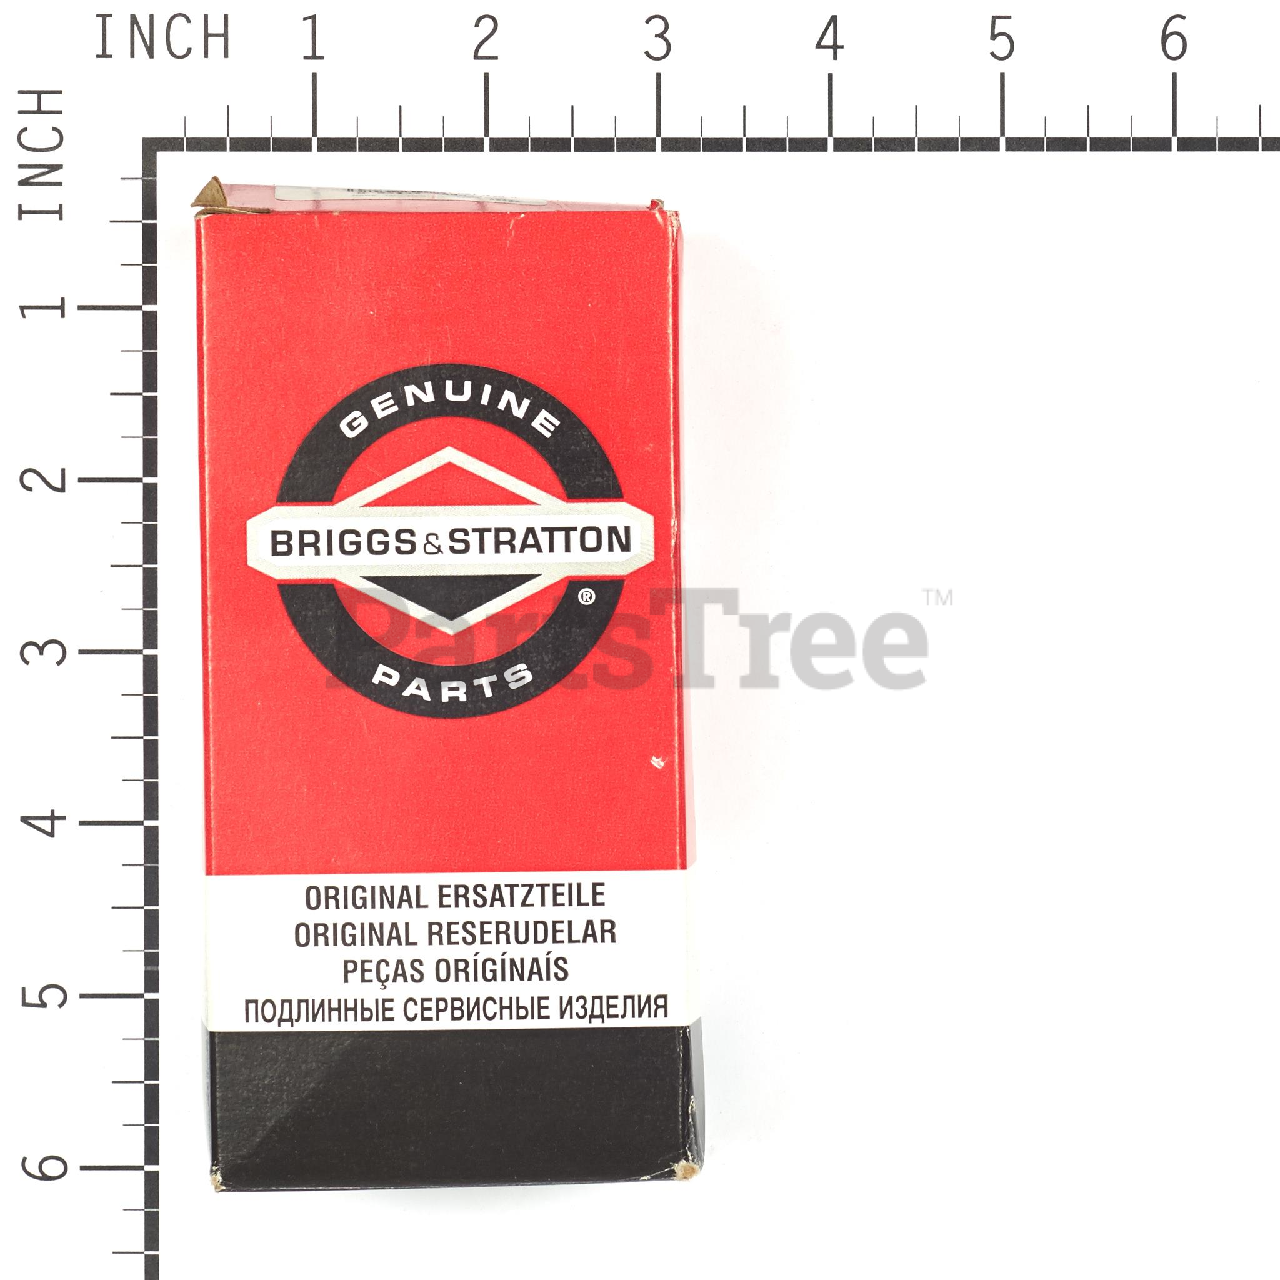 INCH 1 2 3 4 5 6
INCH
1
2
3
4
5
6
GENUINE
BRIGGS & STRATTON
®
PARTS
PartsTree™
ORIGINAL ERSATZTEILE
ORIGINAL RESERUDELAR
PEÇAS ORÍGÍNAÍS
ПОДЛИННЫЕ СЕРВИСНЫЕ ИЗДЕЛИЯ